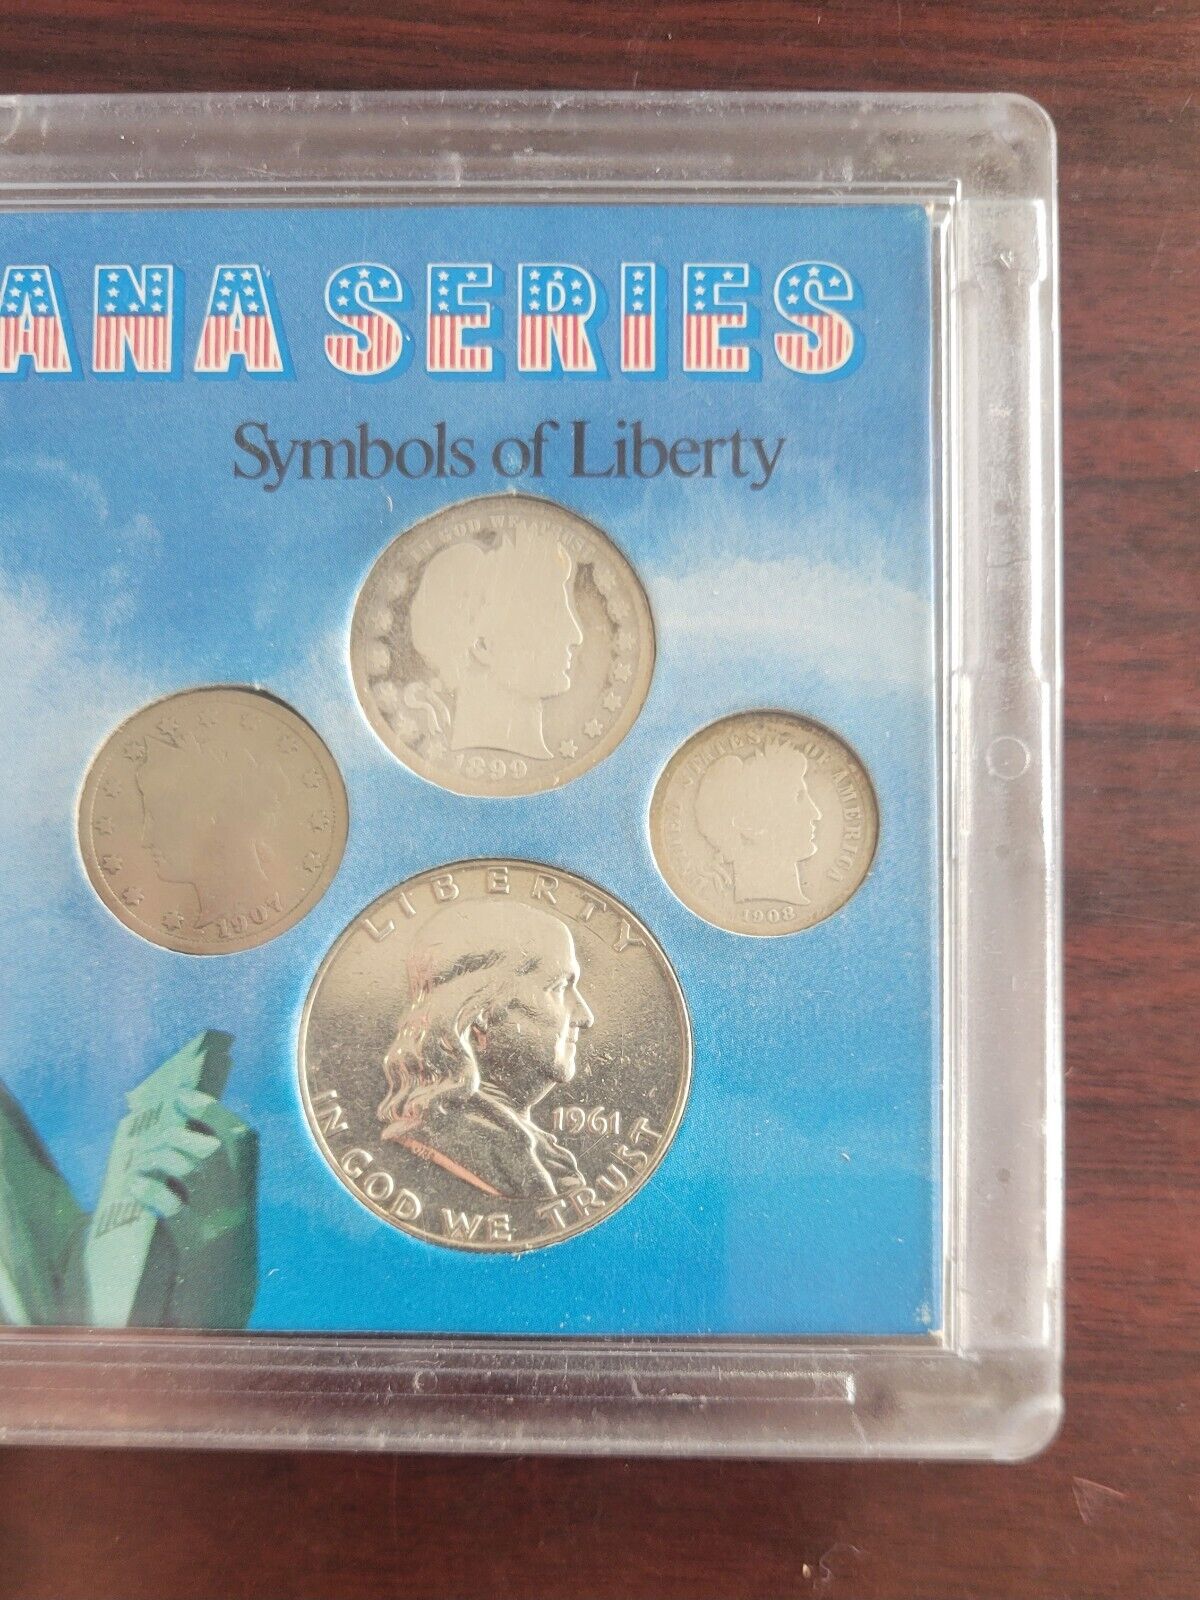 ANA SERIES
Symbols of Liberty
IN GOD WE TRUST
1899
1907
UNITED STATES OF AMERICA
1908
LIBERTY
1961
IN GOD WE TRUST